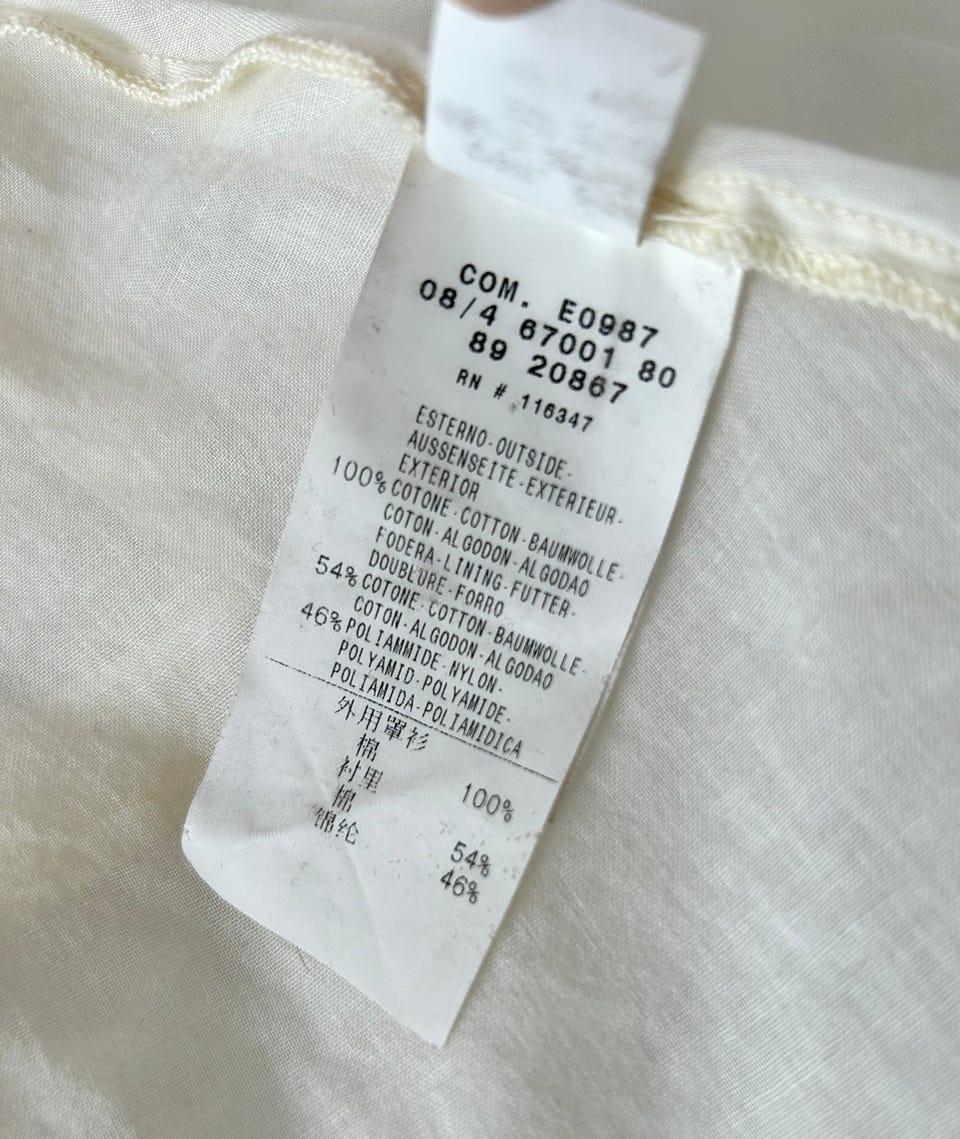 COM. E0987
08/4 67001 80
89 20867
RN # 116347
ESTERNO-OUTSIDE-
AUSSENSEITE-EXTERIEUR-
EXTERIOR
100% COTONE-COTTON-BAUMWOLLE-
COTON-ALGODON-ALGODAO
FODERA-LINING-FUTTER-
DOUBLURE-FORRO
54% COTONE-COTTON-BAUMWOLLE-
COTON-ALGODON-ALGODAO
46% POLIAMMIDE-NYLON-
POLYAMID-POLYAMIDE-
POLIAMIDA-POLIAMIDICA
外用罩衫
棉 100%
衬里
棉 54%
锦纶 46%